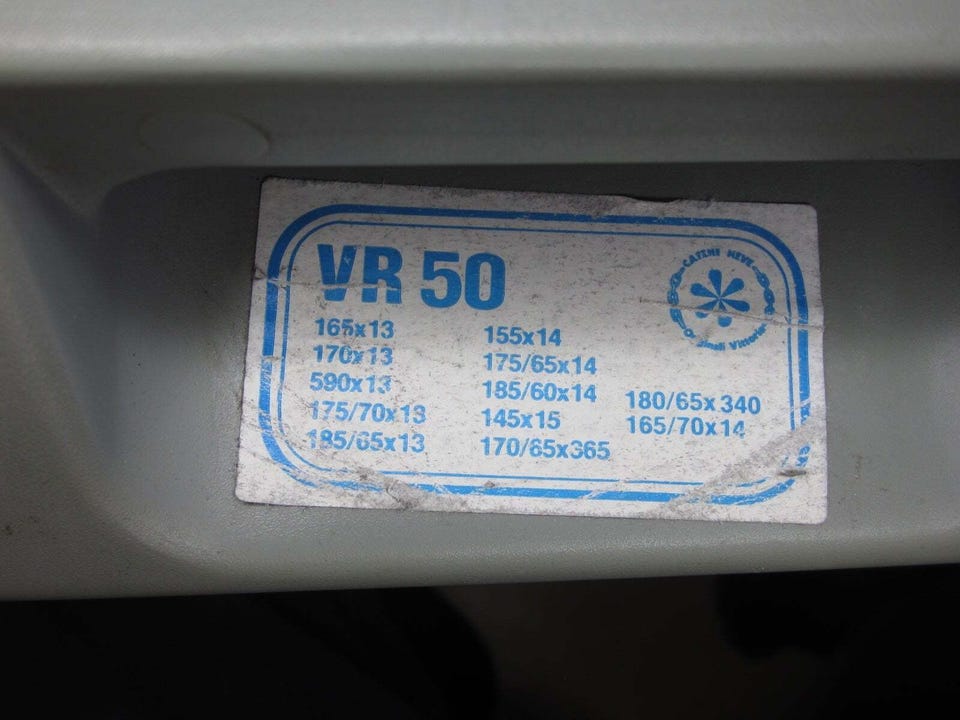 VR 50
165x13
170x13
590x13
175/70x13
185/65x13
155x14
175/65x14
185/60x14
145x15
170/65x365
180/65x340
165/70x14
CATENE NEVE